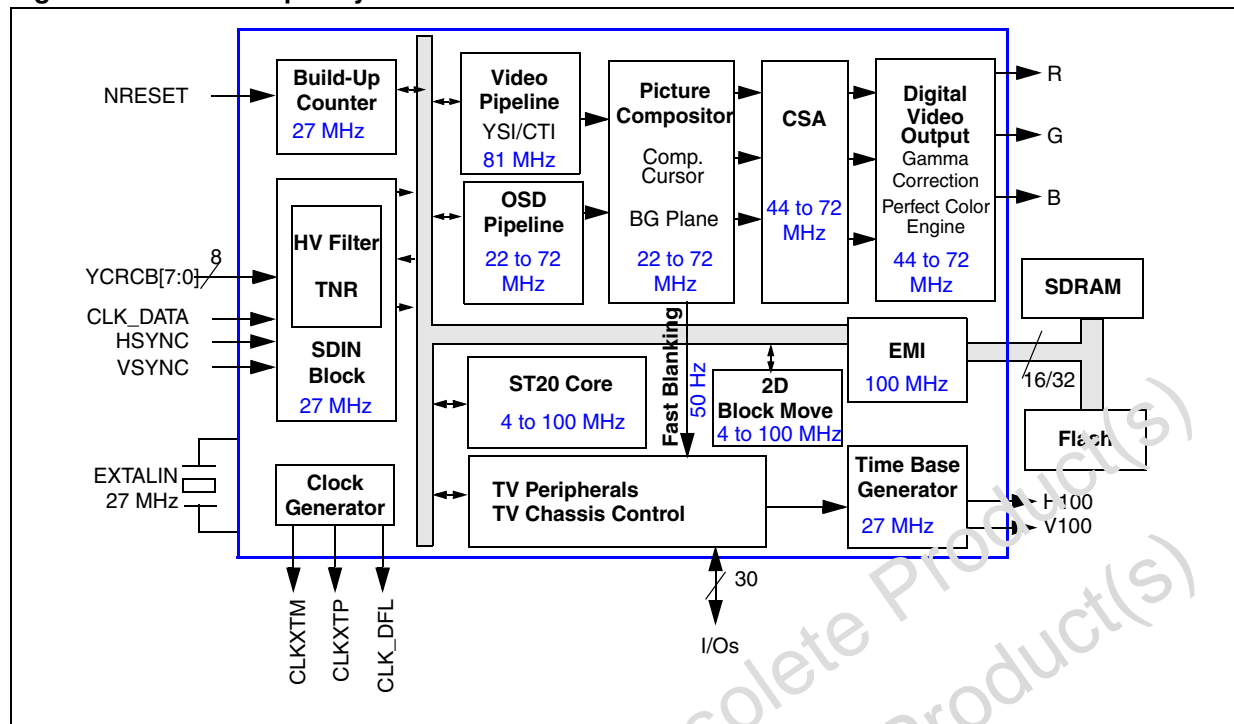 NRESET
Build-Up
Counter
27 MHz
Video
Pipeline
YSI/CTI
81 MHz
Picture
Compositor
Comp.
Cursor
BG Plane
22 to 72
MHz
CSA
44 to 72
MHz
Digital
Video
Output
Gamma
Correction
Perfect Color
Engine
44 to 72
MHz
R
G
B
OSD
Pipeline
22 to 72
MHz
HV Filter
TNR
SDIN
Block
27 MHz
YCRCB[7:0]
8
CLK_DATA
HSYNC
VSYNC
EXTALIN
27 MHz
Clock
Generator
CLKXTM
CLKXTP
CLK_DFL
ST20 Core
4 to 100 MHz
Fast Blanking
50 Hz
2D
Block Move
4 to 100 MHz
EMI
100 MHz
SDRAM
16/32
TV Peripherals
TV Chassis Control
Time Base
Generator
27 MHz
H100
V100
30
I/Os
Product(s)
Product(s)